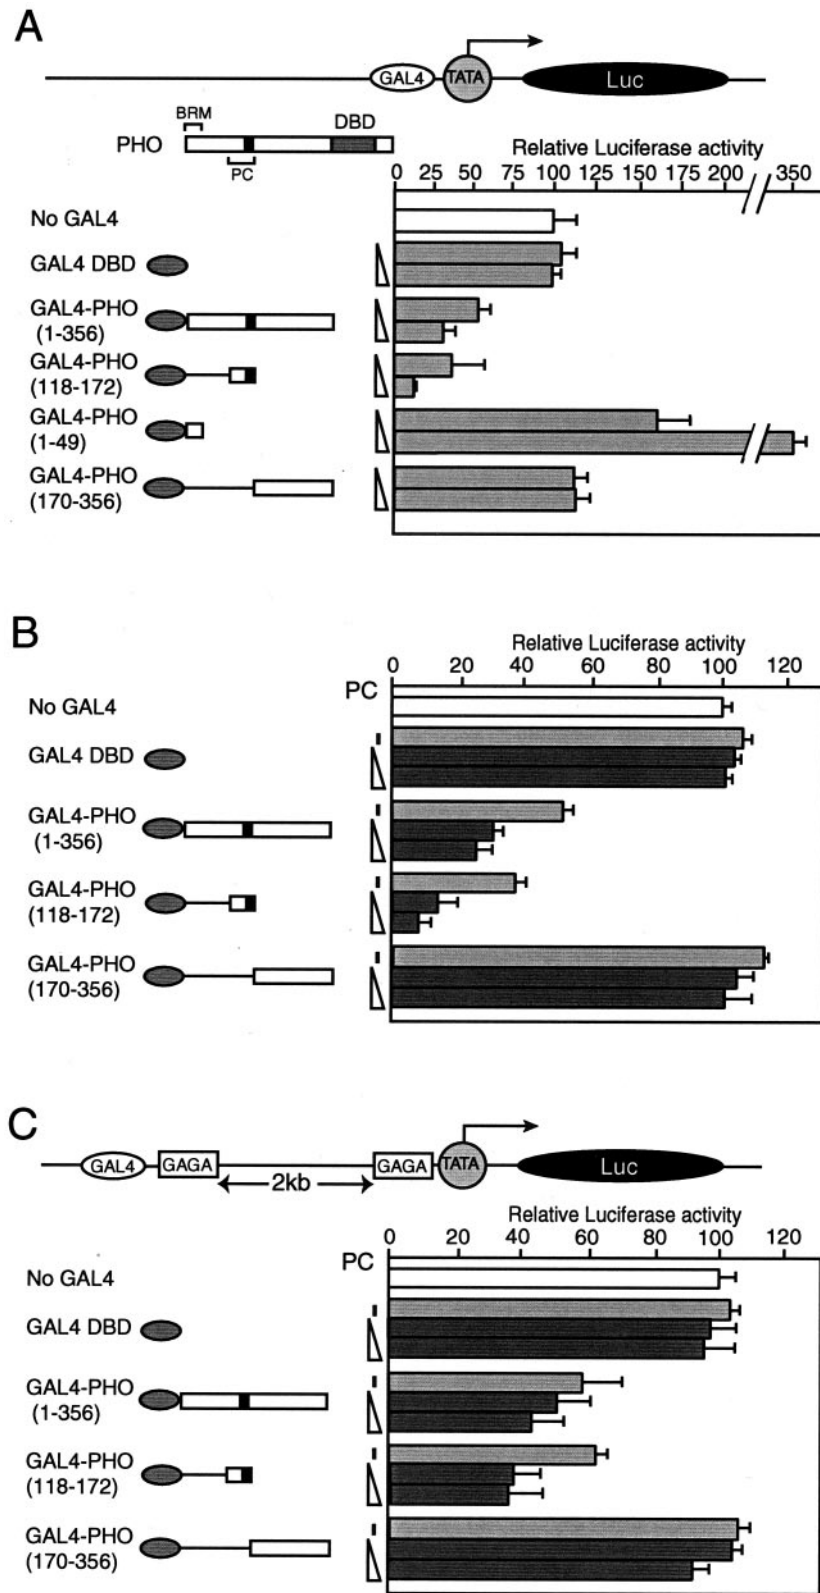 A
GAL4 TATA Luc
BRM
PHO DBD
PC
Relative Luciferase activity
0 25 50 75 100 125 150 175 200 350
No GAL4
GAL4 DBD
GAL4-PHO
(1-356)
GAL4-PHO
(118-172)
GAL4-PHO
(1-49)
GAL4-PHO
(170-356)
B
Relative Luciferase activity
0 20 40 60 80 100 120
PC
No GAL4
GAL4 DBD
-
GAL4-PHO
(1-356)
-
GAL4-PHO
(118-172)
-
GAL4-PHO
(170-356)
-
C
GAL4 GAGA GAGA TATA Luc
2kb
Relative Luciferase activity
0 20 40 60 80 100 120
PC
No GAL4
GAL4 DBD
-
GAL4-PHO
(1-356)
-
GAL4-PHO
(118-172)
-
GAL4-PHO
(170-356)
-